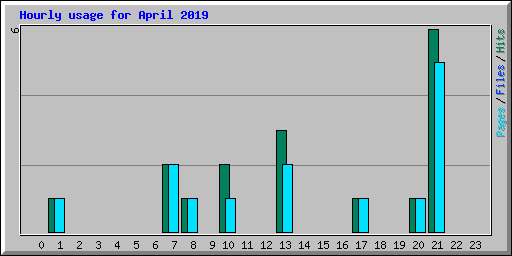 Hourly usage for April 2019
6
Pages/Files/Hits
0 1 2 3 4 5 6 7 8 9 10 11 12 13 14 15 16 17 18 19 20 21 22 23